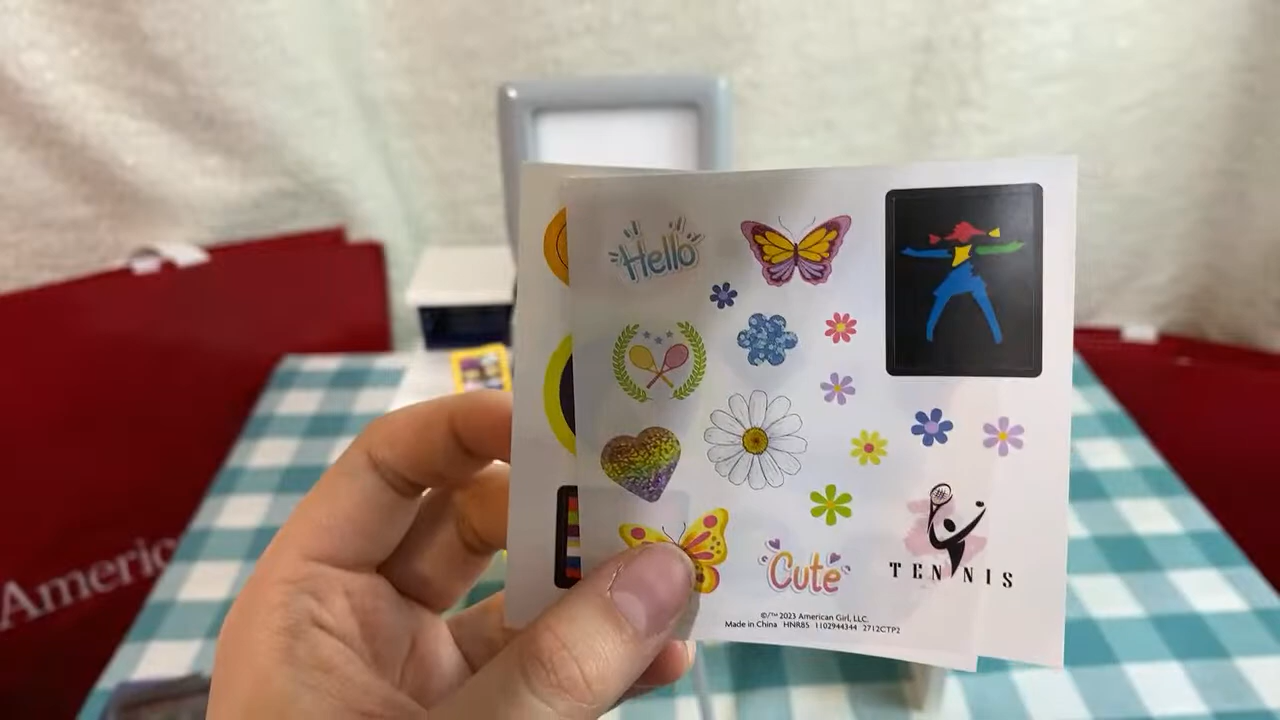 Hello
Cute
TENNIS
©/™ 2023 American Girl, LLC.
Made in China HNR85 1102944344 2712CTP2
Americ